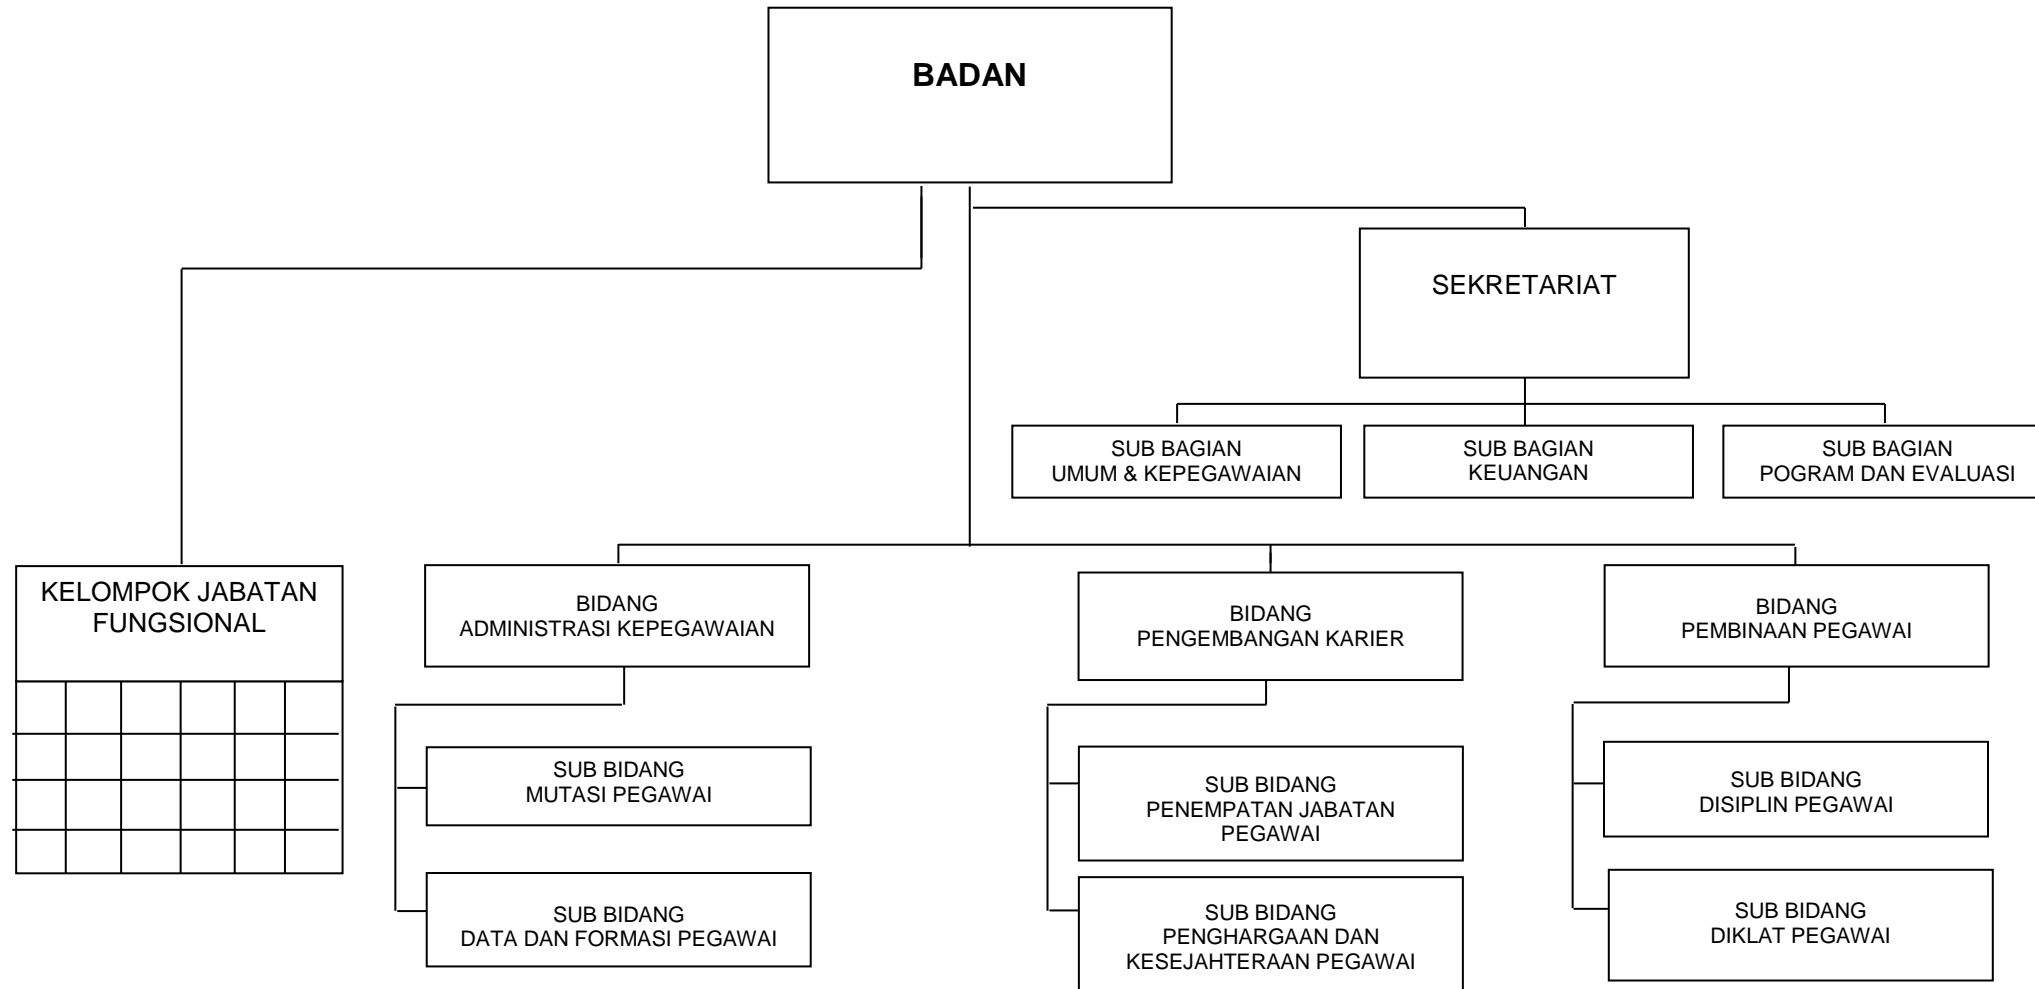 BADAN
SEKRETARIAT
SUB BAGIAN
UMUM & KEPEGAWAIAN
SUB BAGIAN
KEUANGAN
SUB BAGIAN
POGRAM DAN EVALUASI
KELOMPOK JABATAN
FUNGSIONAL
BIDANG
ADMINISTRASI KEPEGAWAIAN
BIDANG
PENGEMBANGAN KARIER
BIDANG
PEMBINAAN PEGAWAI
SUB BIDANG
MUTASI PEGAWAI
SUB BIDANG
PENEMPATAN JABATAN
PEGAWAI
SUB BIDANG
DISIPLIN PEGAWAI
SUB BIDANG
DATA DAN FORMASI PEGAWAI
SUB BIDANG
PENGHARGAAN DAN
KESEJAHTERAAN PEGAWAI
SUB BIDANG
DIKLAT PEGAWAI